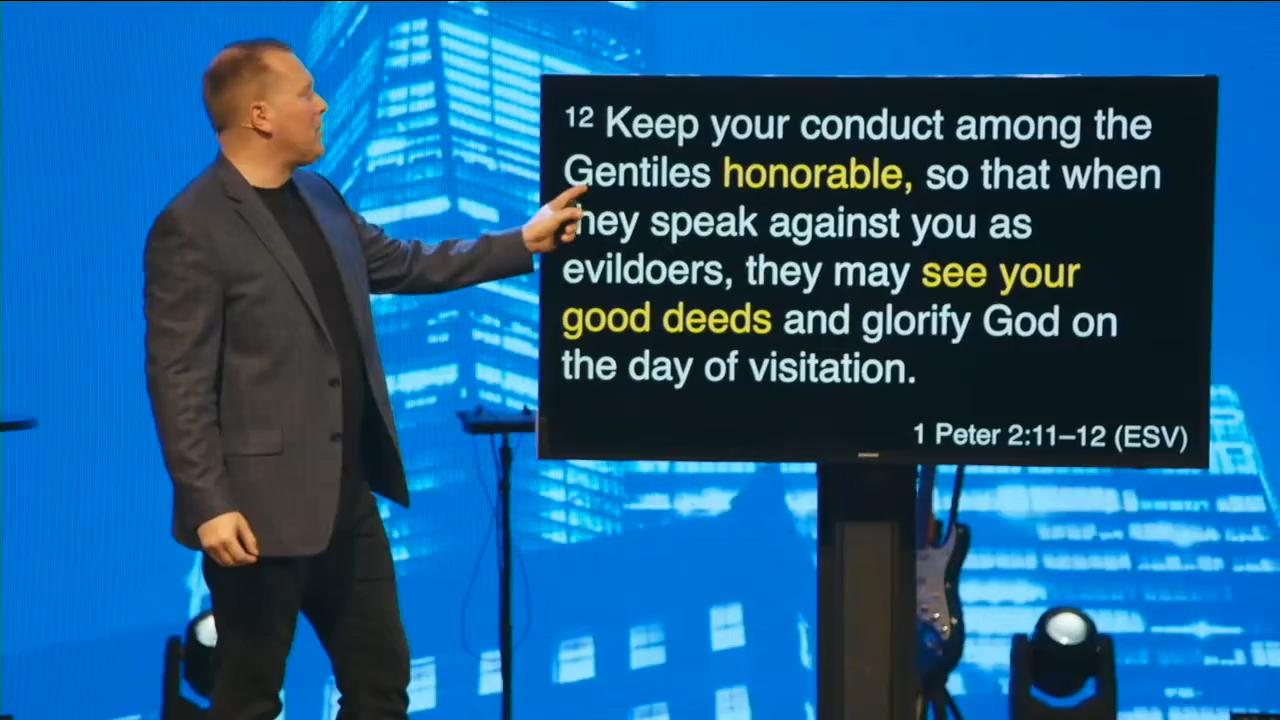 12 Keep your conduct among the
Gentiles honorable, so that when
they speak against you as
evildoers, they may see your
good deeds and glorify God on
the day of visitation.
1 Peter 2:11–12 (ESV)